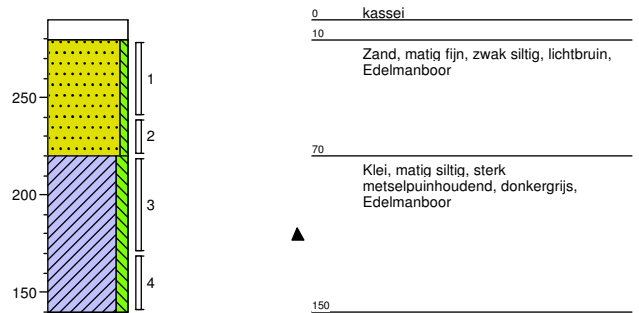 0 kassei
10
Zand, matig fijn, zwak siltig, lichtbruin,
Edelmanboor
1
250
2
70
Klei, matig siltig, sterk
metselpuinhoudend, donkergrijs,
Edelmanboor
200
3
4
150
150